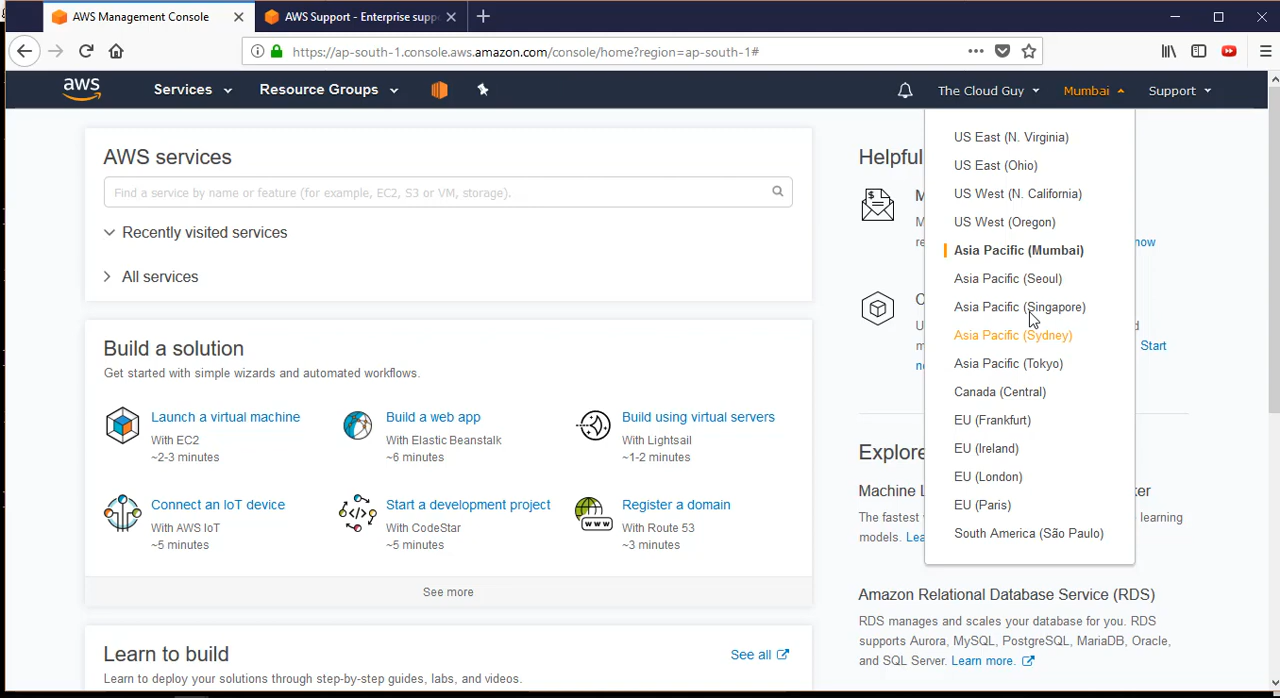 AWS Management Console
AWS Support - Enterprise supp
https://ap-south-1.console.aws.amazon.com/console/home?region=ap-south-1#
aws
Services
Resource Groups
The Cloud Guy
Mumbai
Support
AWS services
Find a service by name or feature (for example, EC2, S3 or VM, storage).
Recently visited services
All services
Build a solution
Get started with simple wizards and automated workflows.
Launch a virtual machine
With EC2
~2-3 minutes
Build a web app
With Elastic Beanstalk
~6 minutes
Build using virtual servers
With Lightsail
~1-2 minutes
Connect an IoT device
With AWS IoT
~5 minutes
Start a development project
With CodeStar
~5 minutes
Register a domain
With Route 53
~3 minutes
See more
Learn to build
See all
Learn to deploy your solutions through step-by-step guides, labs, and videos.
Helpful
now
Start
US East (N. Virginia)
US East (Ohio)
US West (N. California)
US West (Oregon)
Asia Pacific (Mumbai)
Asia Pacific (Seoul)
Asia Pacific (Singapore)
Asia Pacific (Sydney)
Asia Pacific (Tokyo)
Canada (Central)
EU (Frankfurt)
EU (Ireland)
EU (London)
EU (Paris)
South America (São Paulo)
Explore
Machine L ker
The fastest learning
models. Lea
Amazon Relational Database Service (RDS)
RDS manages and scales your database for you. RDS
supports Aurora, MySQL, PostgreSQL, MariaDB, Oracle,
and SQL Server. Learn more.